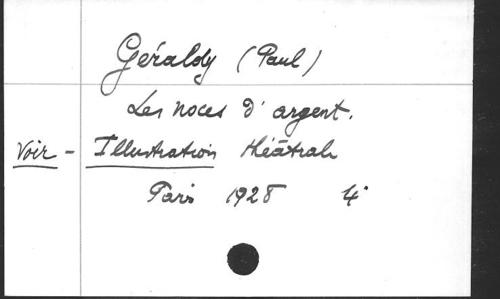 Géraldy (Paul)
Les noces d'argent.
Voir - Illustration théâtrale
Paris 1928 4°